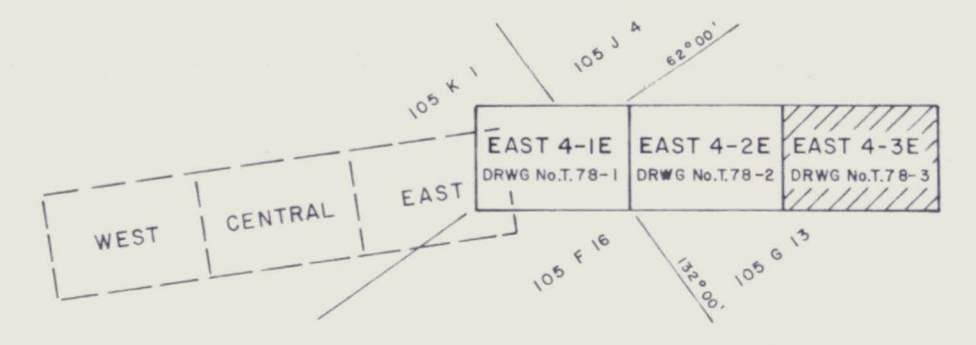 105 J 4
62°00'
105 K 1
EAST 4-1E
DRWG No.T.78-1
EAST 4-2E
DRWG No.T.78-2
EAST 4-3E
DRWG No.T.78-3
WEST
CENTRAL
EAST
105 F 16
132°00'
105 G 13